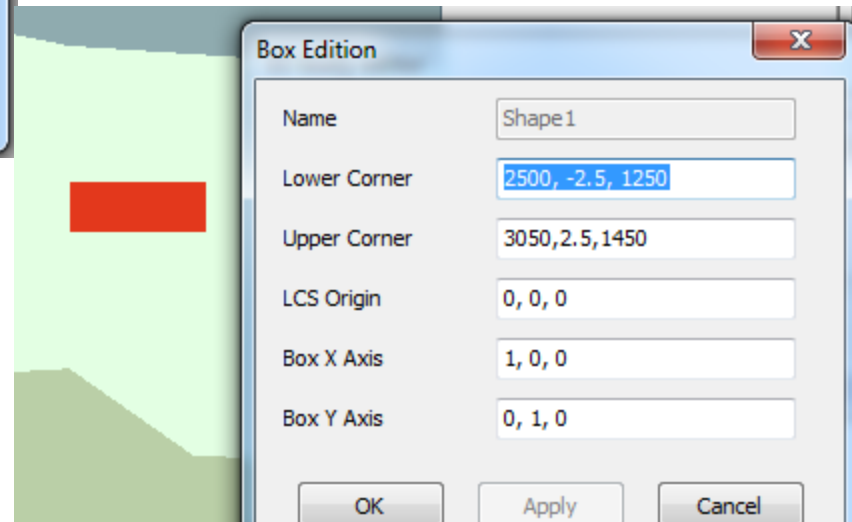 Box Edition
Name Shape1
Lower Corner 2500, -2.5, 1250
Upper Corner 3050,2.5,1450
LCS Origin 0, 0, 0
Box X Axis 1, 0, 0
Box Y Axis 0, 1, 0
OK Apply Cancel